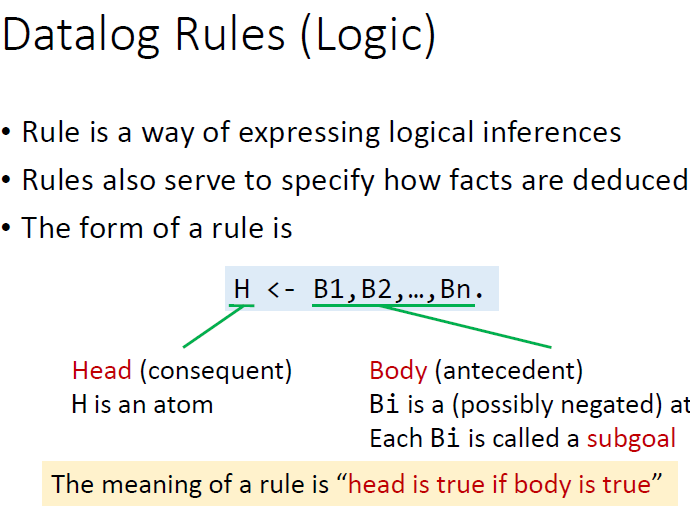 Datalog Rules (Logic)
• Rule is a way of expressing logical inferences
• Rules also serve to specify how facts are deduced
• The form of a rule is
H <- B1,B2,…,Bn.
Head (consequent)
H is an atom
Body (antecedent)
Bi is a (possibly negated) at
Each Bi is called a subgoal
The meaning of a rule is “head is true if body is true”